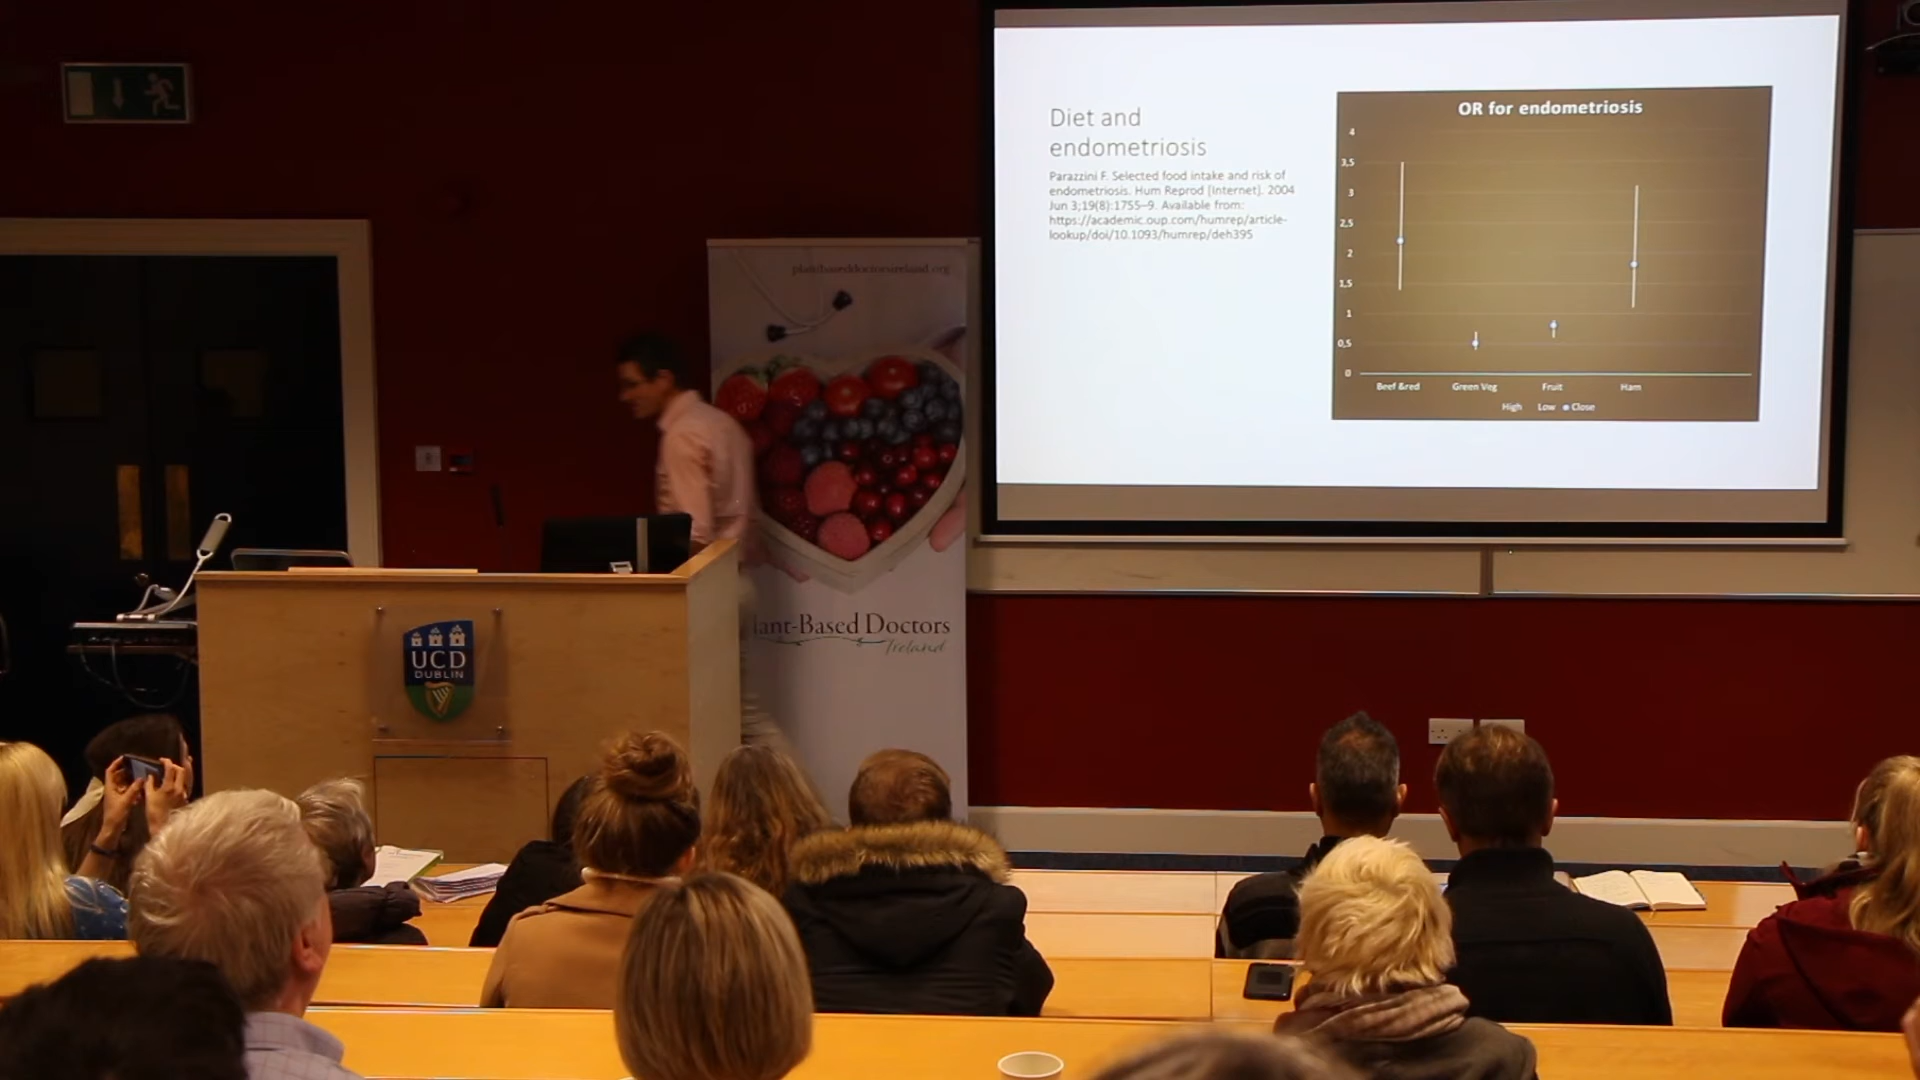 Diet and
endometriosis
Parazzini F. Selected food intake and risk of
endometriosis. Hum Reprod [Internet]. 2004
Jun 3;19(8):1755–9. Available from:
https://academic.oup.com/humrep/article-
lookup/doi/10.1093/humrep/deh395
OR for endometriosis
4
3,5
3
2,5
2
1,5
1
0,5
0
Beef &red Green Veg Fruit Ham
High Low Close
plantbaseddoctorsireland.org
lant-Based Doctors
Ireland
UCD
DUBLIN